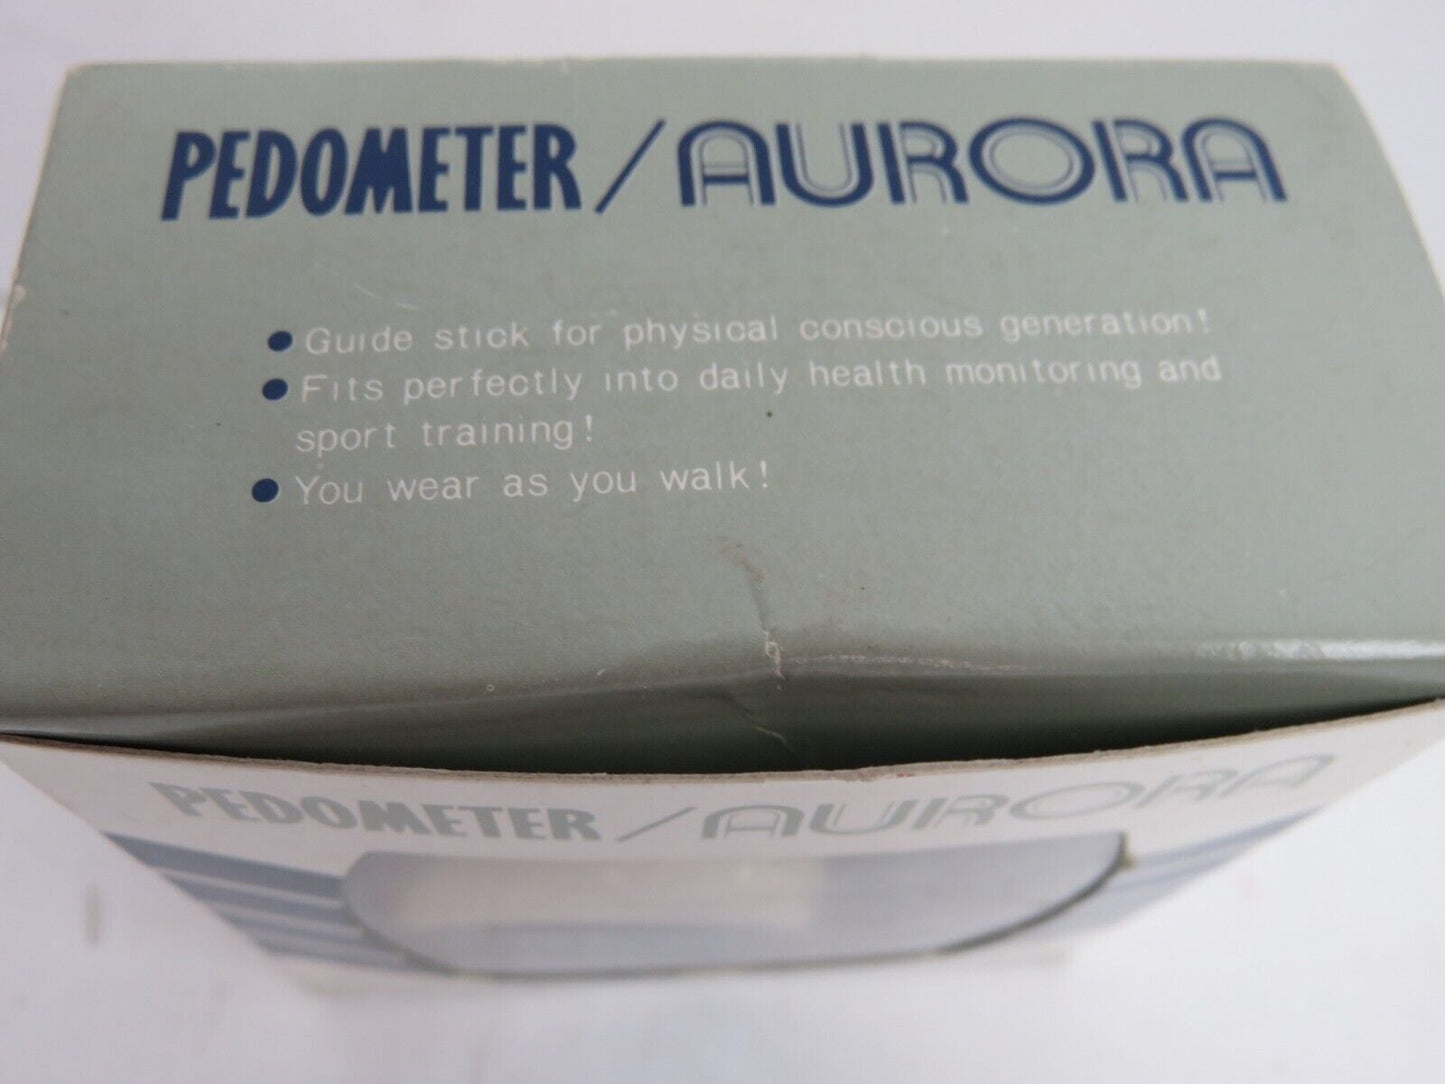 PEDOMETER/AURORA
● Guide stick for physical conscious generation!
● Fits perfectly into daily health monitoring and
sport training!
● You wear as you walk!
PEDOMETER/AURORA